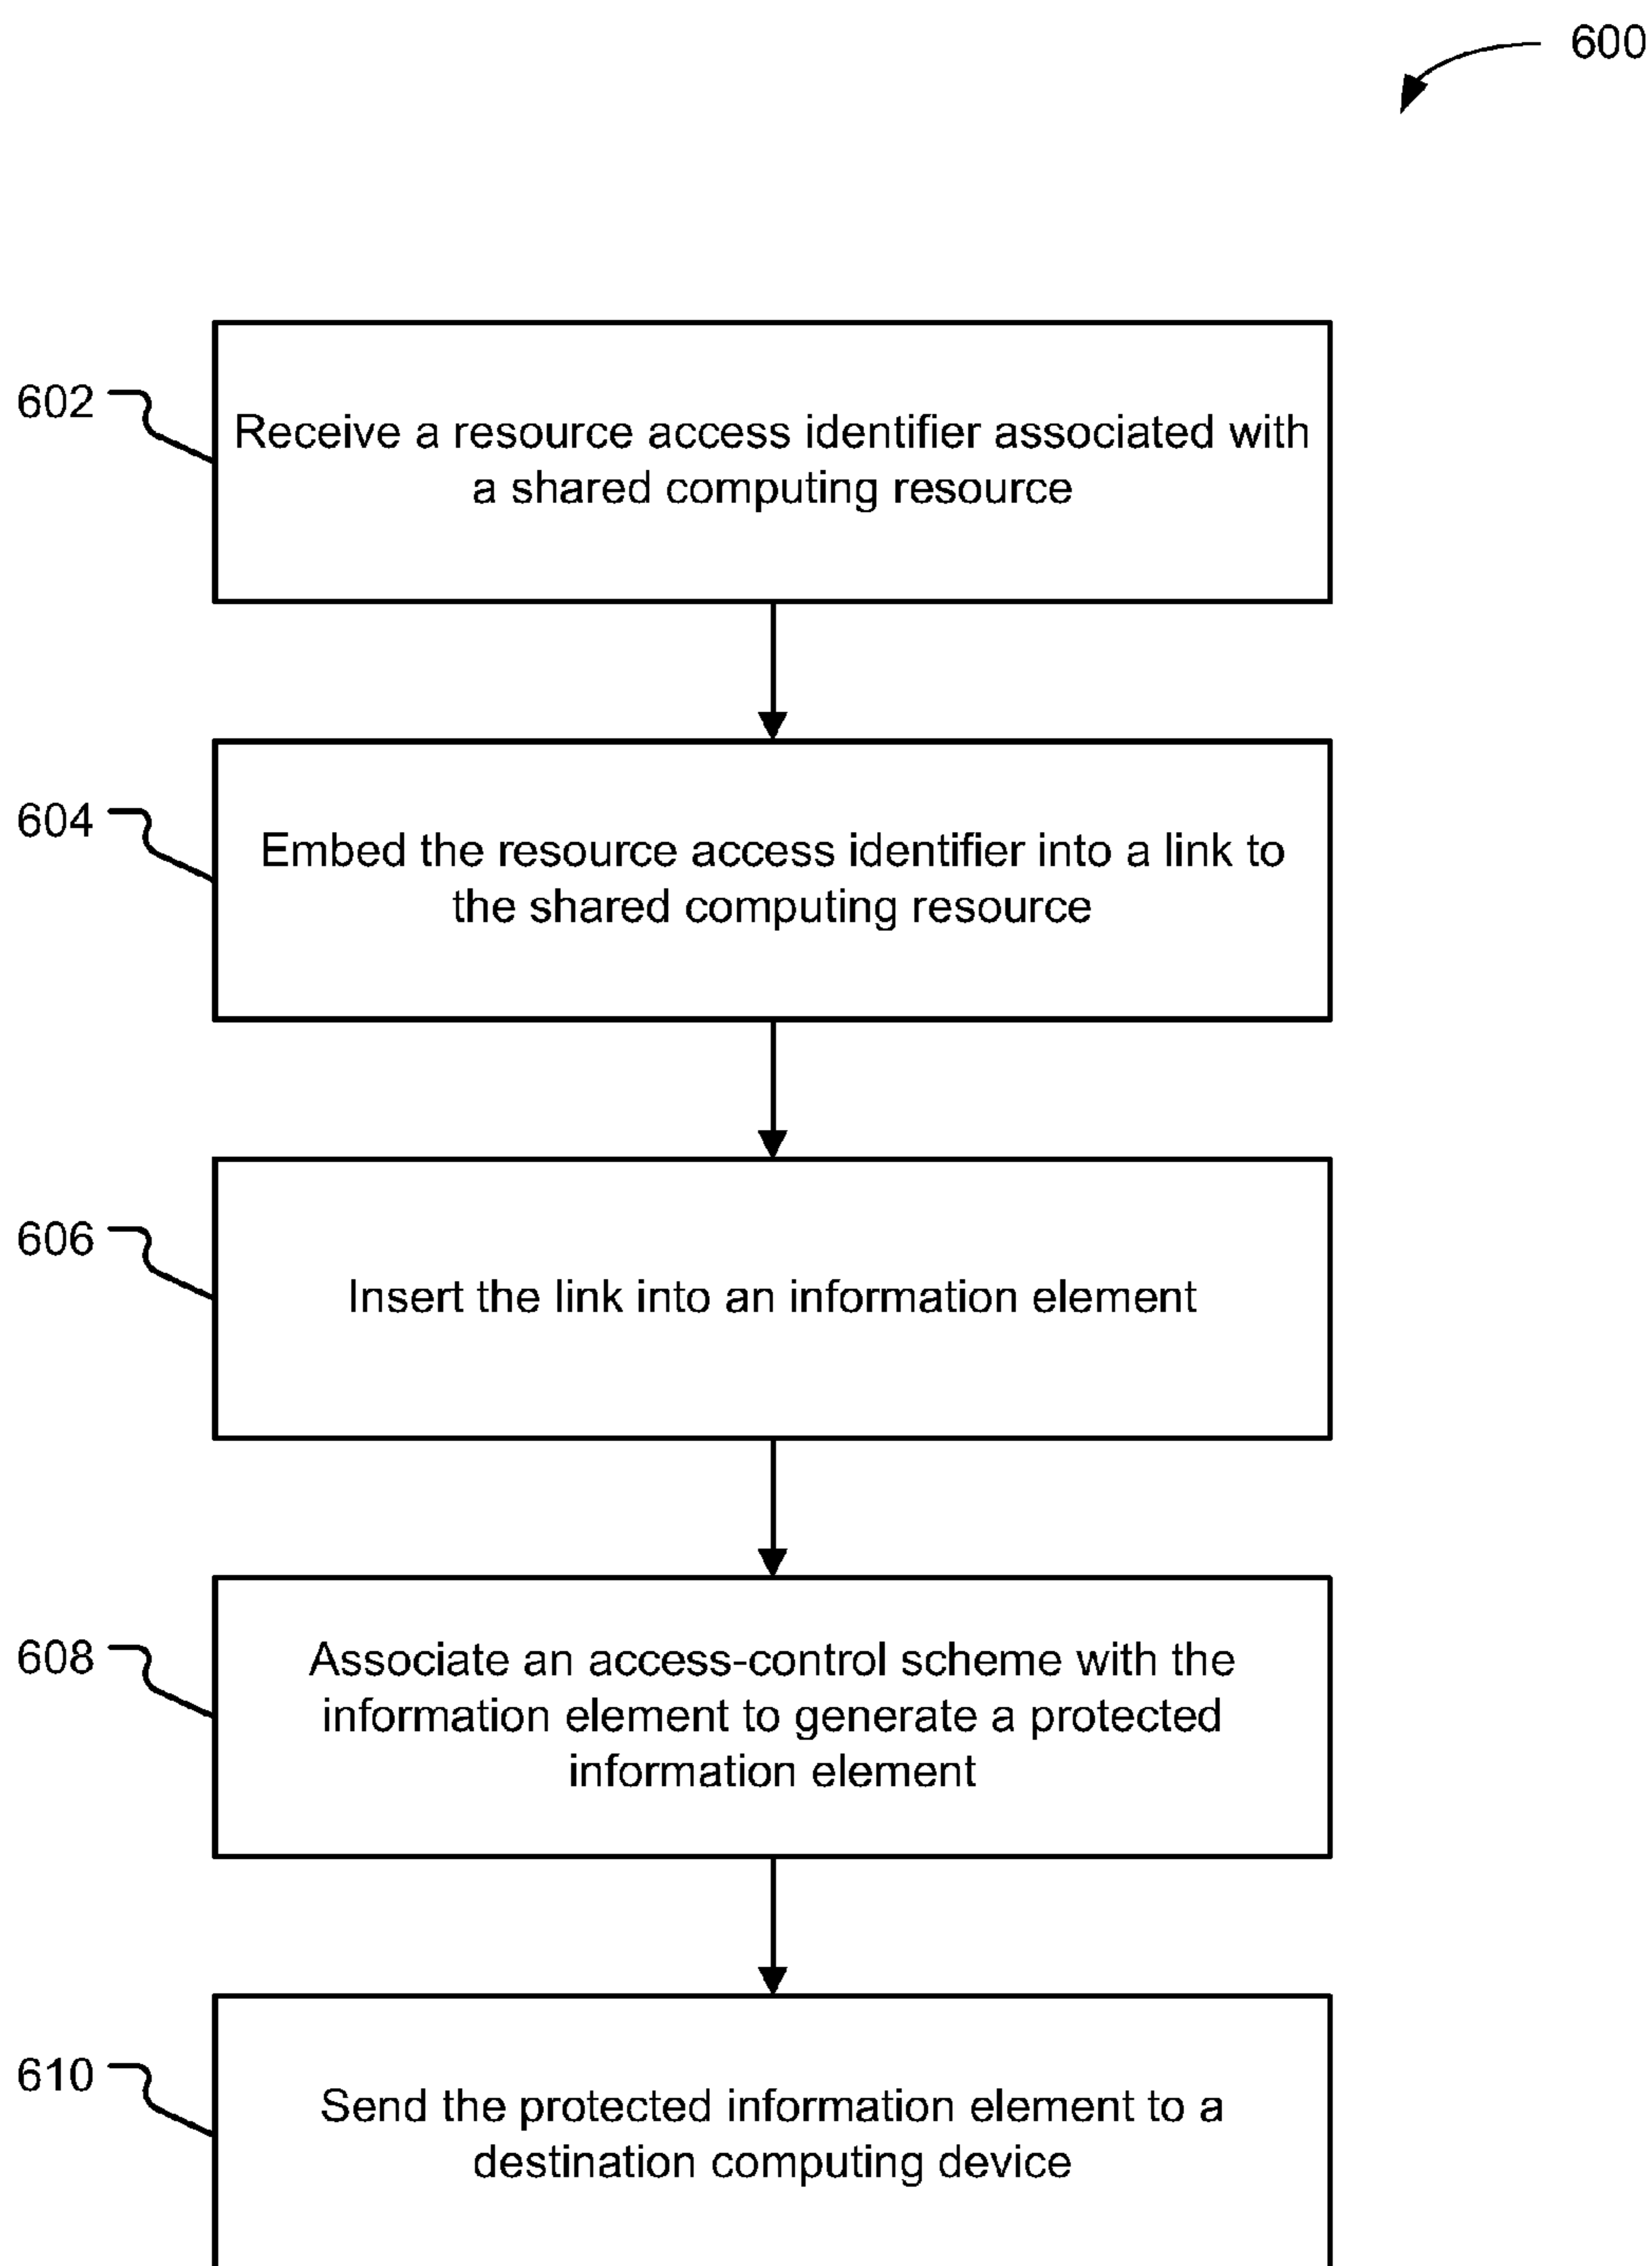 600
602
Receive a resource access identifier associated with
a shared computing resource
604
Embed the resource access identifier into a link to
the shared computing resource
606
Insert the link into an information element
608
Associate an access-control scheme with the
information element to generate a protected
information element
610
Send the protected information element to a
destination computing device